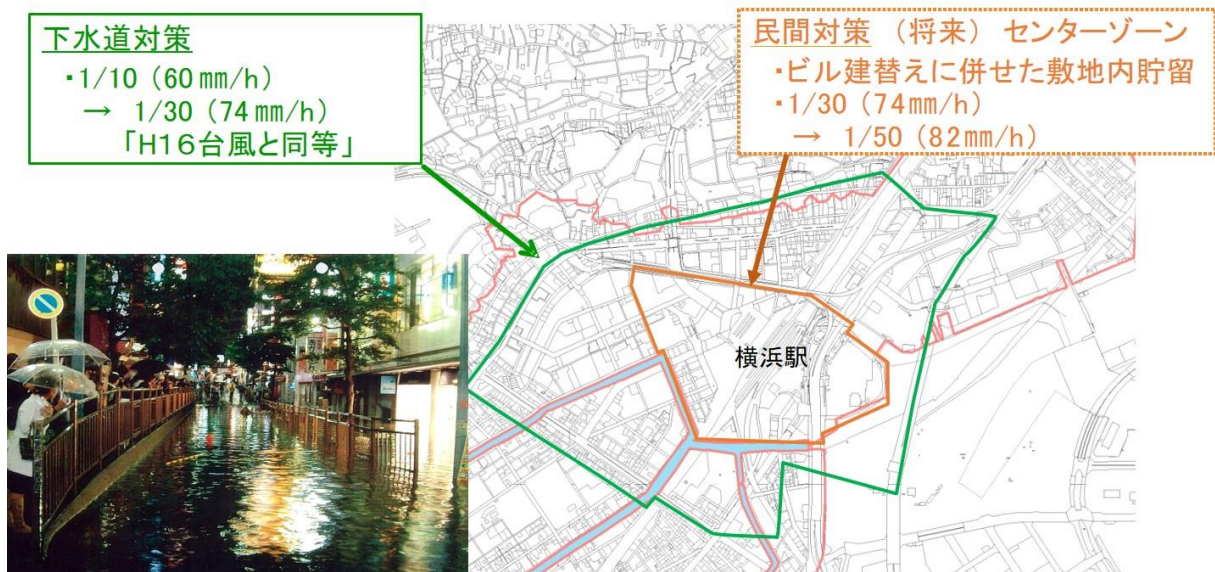 下水道対策
・1/10（60㎜/h）
→ 1/30（74㎜/h）
「H16台風と同等」
民間対策（将来）センターゾーン
・ビル建替えに併せた敷地内貯留
・1/30（74mm/h）
→ 1/50（82mm/h）
横浜駅